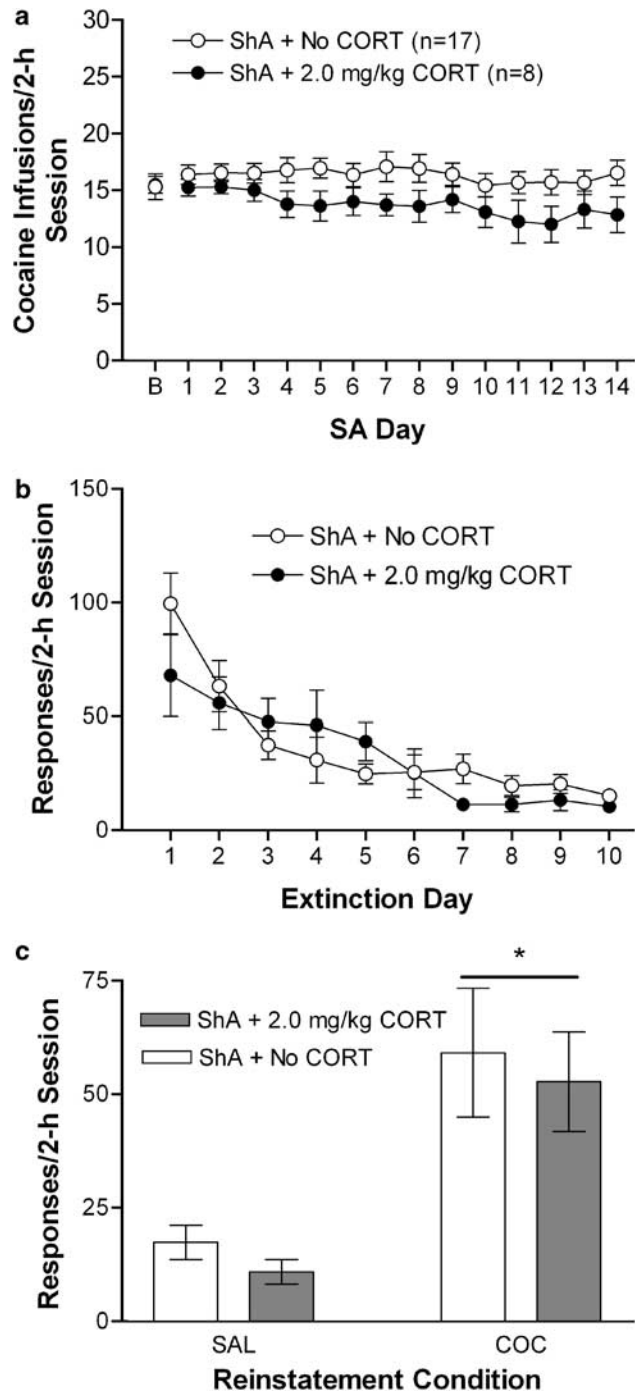 a
30
25
20
15
10
5
0
Cocaine Infusions/2-h
Session
ShA + No CORT (n=17)
ShA + 2.0 mg/kg CORT (n=8)
B 1 2 3 4 5 6 7 8 9 10 11 12 13 14
SA Day
b
150
100
50
0
Responses/2-h Session
ShA + No CORT
ShA + 2.0 mg/kg CORT
1 2 3 4 5 6 7 8 9 10
Extinction Day
c
75
50
25
0
Responses/2-h Session
ShA + 2.0 mg/kg CORT
ShA + No CORT
*
SAL COC
Reinstatement Condition